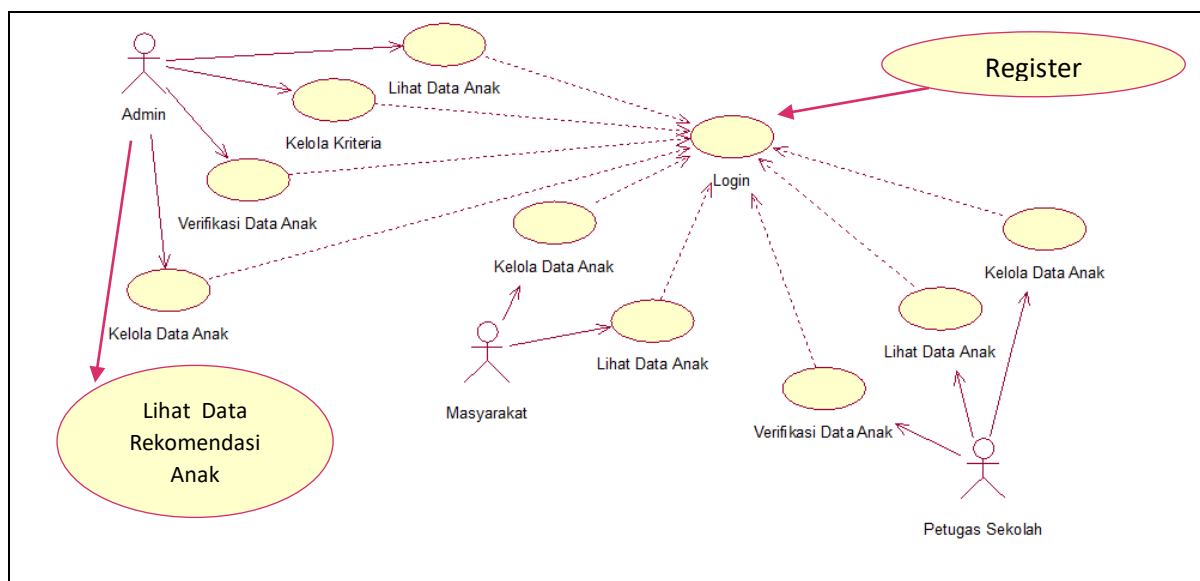 Lihat Data Anak
Register
Admin
Kelola Kriteria
Login
Verifikasi Data Anak
Kelola Data Anak
Kelola Data Anak
Kelola Data Anak
Lihat Data Anak
Lihat Data Anak
Lihat Data
Rekomendasi
Anak
Masyarakat
Verifikasi Data Anak
Petugas Sekolah